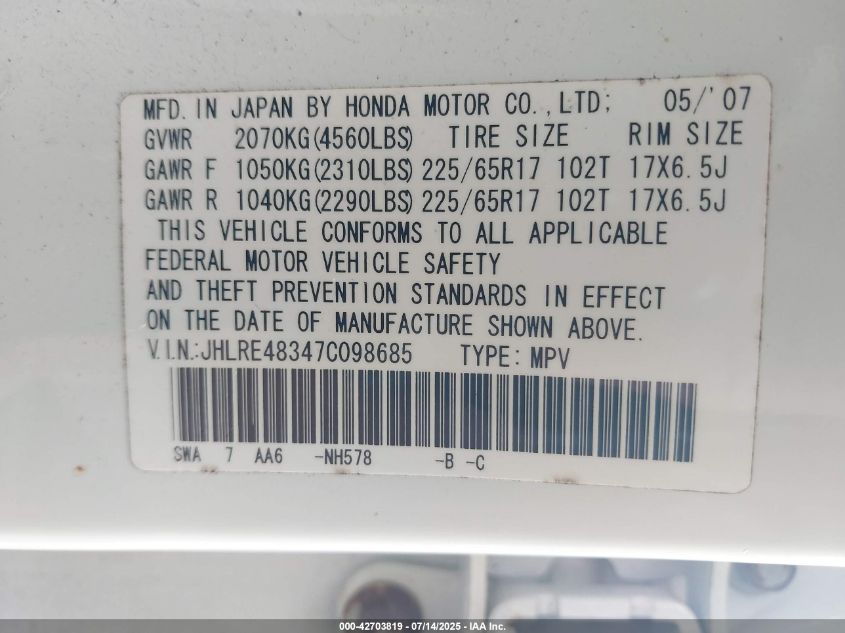 MFD. IN JAPAN BY HONDA MOTOR CO.,LTD; 05/'07
GVWR 2070KG(4560LBS) TIRE SIZE RIM SIZE
GAWR F 1050KG(2310LBS) 225/65R17 102T 17X6.5J
GAWR R 1040KG(2290LBS) 225/65R17 102T 17X6.5J
THIS VEHICLE CONFORMS TO ALL APPLICABLE
FEDERAL MOTOR VEHICLE SAFETY
AND THEFT PREVENTION STANDARDS IN EFFECT
ON THE DATE OF MANUFACTURE SHOWN ABOVE.
V.I.N.:JHLRE48347C098685 TYPE: MPV
SWA 7 AA6 -NH578 -B -C
000-42703819 - 07/14/2025 - IAA Inc.